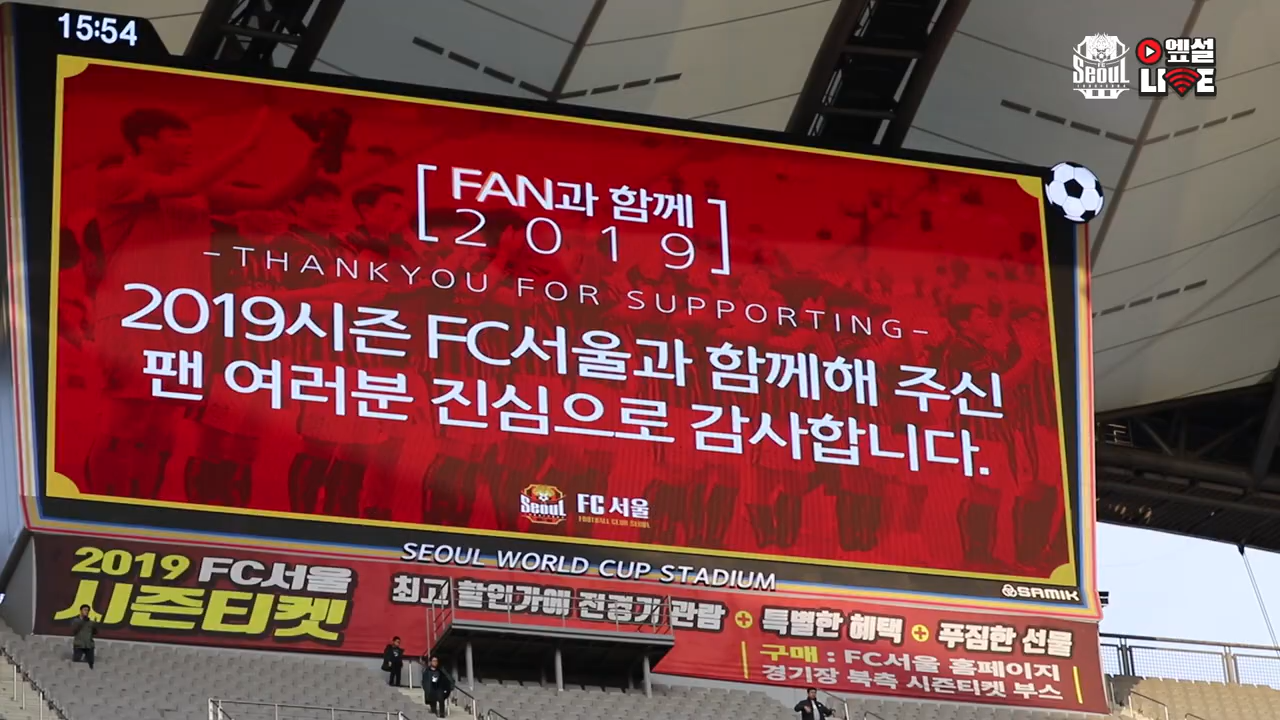 15:54
SEOUL
엪설
LIVE
FAN과 함께
2019
-THANKYOU FOR SUPPORTING-
2019시즌 FC서울과 함께해 주신
팬 여러분 진심으로 감사합니다.
SEOUL
FC서울
FOOTBALL CLUB SEOUL
SEOUL WORLD CUP STADIUM
SAMIK
2019 FC서울
시즌티켓
최고 할인가에 전경기 관람 + 특별한 혜택 + 푸짐한 선물
구매 : FC서울 홈페이지
경기장 북측 시즌티켓 부스